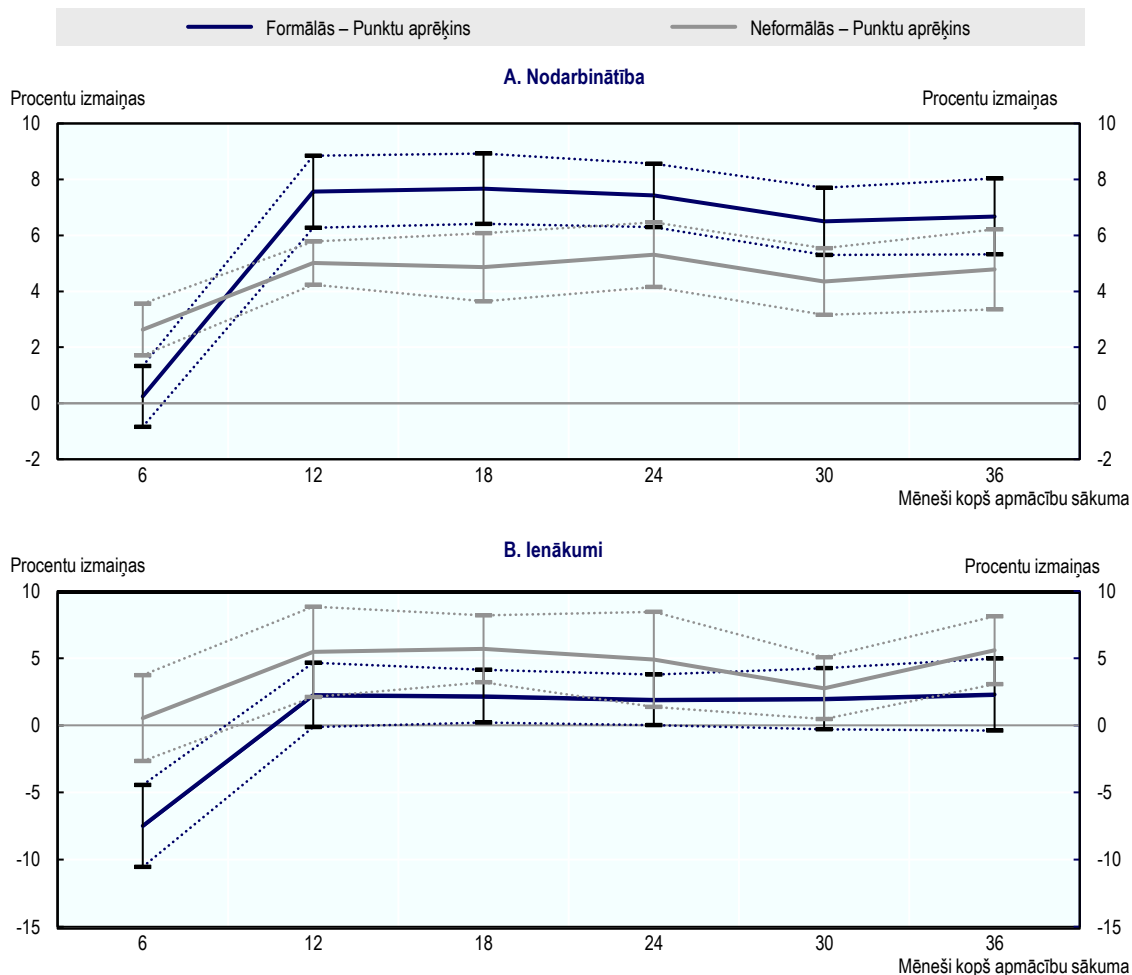 Formālās – Punktu aprēķins Neformālās – Punktu aprēķins
A. Nodarbinātība
Procentu izmaiņas Procentu izmaiņas
10 10
8 8
6 6
4 4
2 2
0 0
-2 -2
6 12 18 24 30 36
Mēneši kopš apmācību sākuma
B. Ienākumi
Procentu izmaiņas Procentu izmaiņas
10 10
5 5
0 0
-5 -5
-10 -10
-15 -15
6 12 18 24 30 36
Mēneši kopš apmācību sākuma